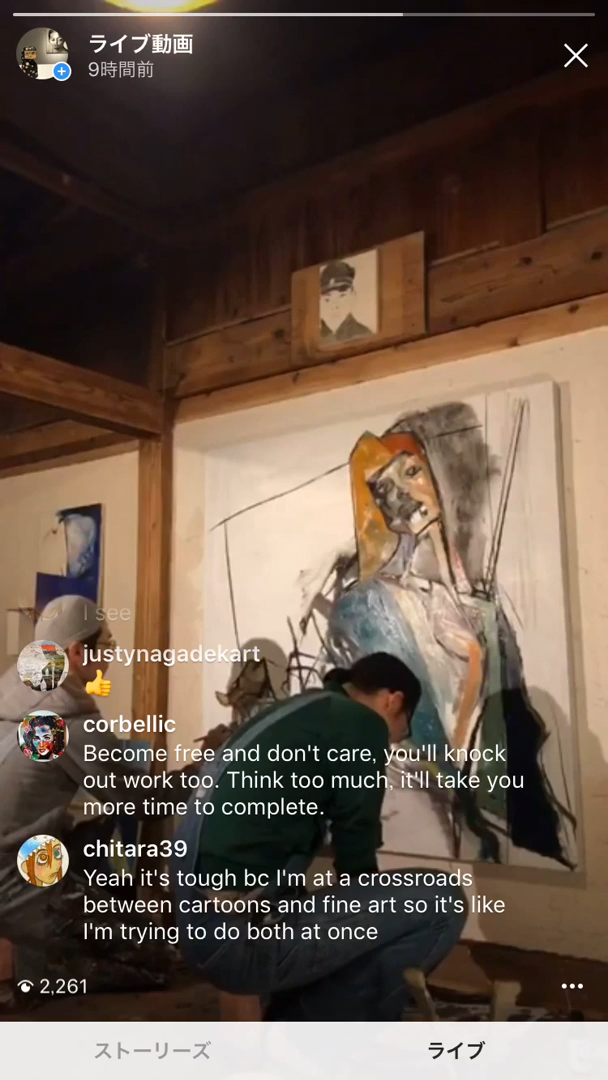 ライブ動画
9時間前
I see
justynagadekart
👍
corbellic
Become free and don't care, you'll knock
out work too. Think too much, it'll take you
more time to complete.
chitara39
Yeah it's tough bc I'm at a crossroads
between cartoons and fine art so it's like
I'm trying to do both at once
2,261
ストーリーズ
ライブ